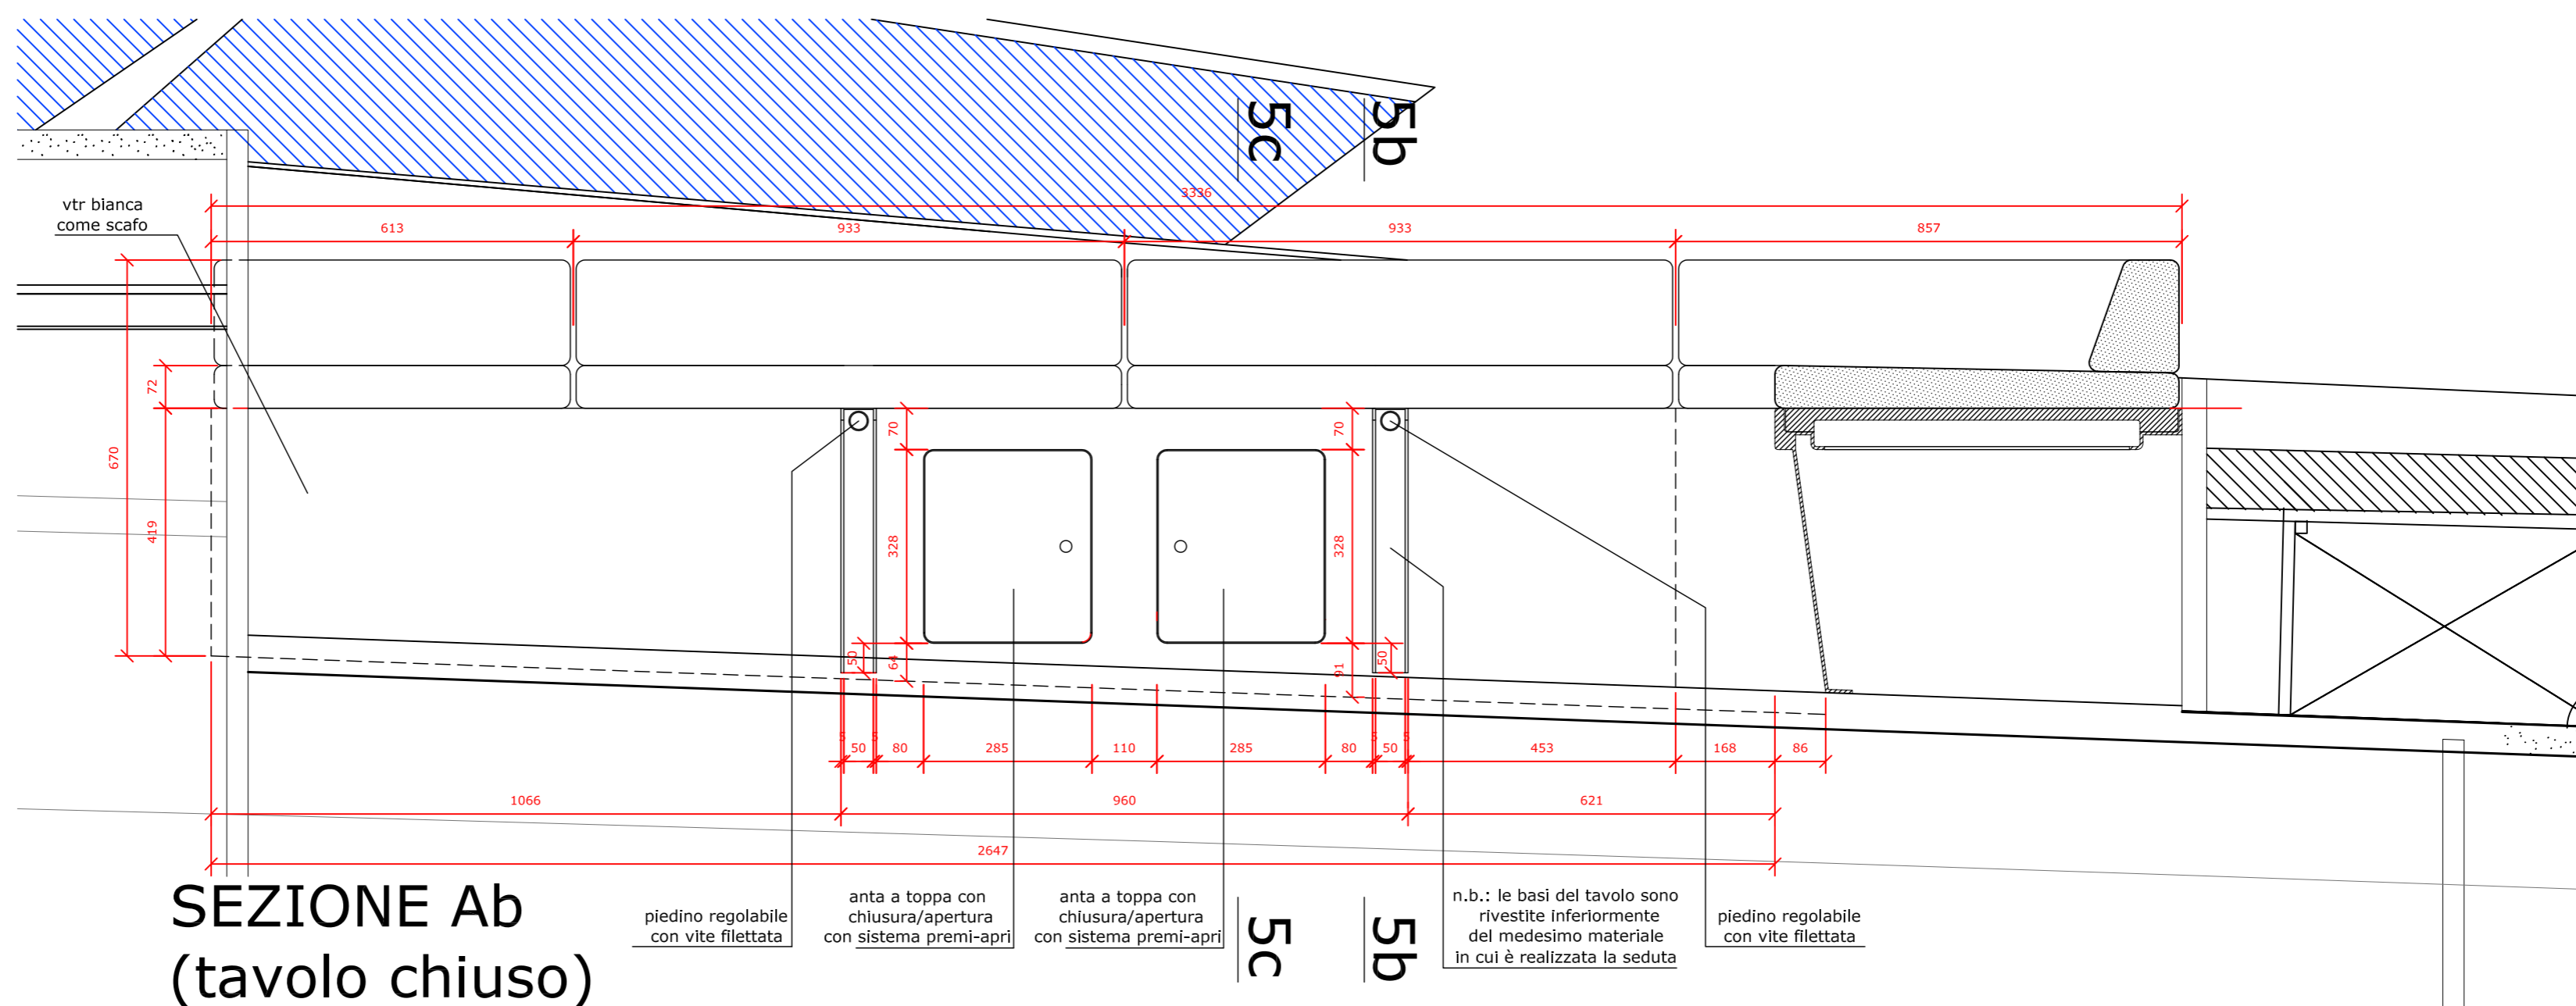 5c
5b
3336
vtr bianca
come scafo
613
933
933
857
72
670
419
70
70
328
328
50
64
91
50
5
50
5
80
285
110
285
80
5
50
5
453
168
86
1066
960
621
2647
SEZIONE Ab
(tavolo chiuso)
piedino regolabile
con vite filettata
anta a toppa con
chiusura/apertura
con sistema premi-apri
anta a toppa con
chiusura/apertura
con sistema premi-apri
5c
5b
n.b.: le basi del tavolo sono
rivestite inferiormente
del medesimo materiale
in cui è realizzata la seduta
piedino regolabile
con vite filettata